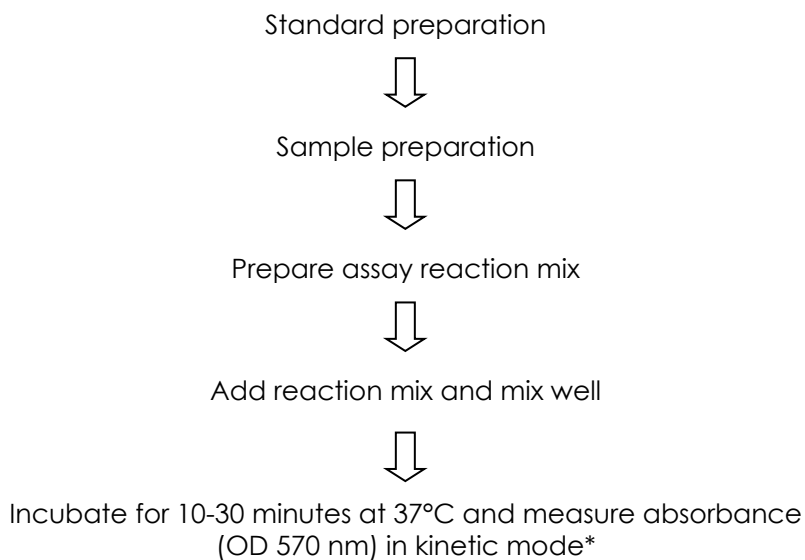 Standard preparation
Sample preparation
Prepare assay reaction mix
Add reaction mix and mix well
Incubate for 10-30 minutes at 37°C and measure absorbance
(OD 570 nm) in kinetic mode*